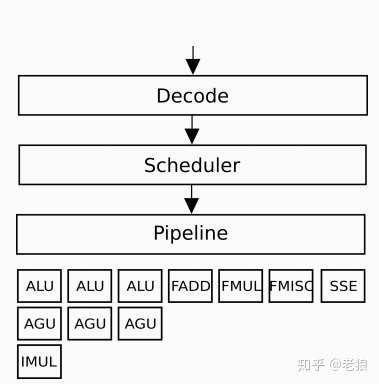 Decode
Scheduler
Pipeline
ALU ALU ALU FADD FMUL FMISC SSE
AGU AGU AGU
IMUL
知乎 @老狼